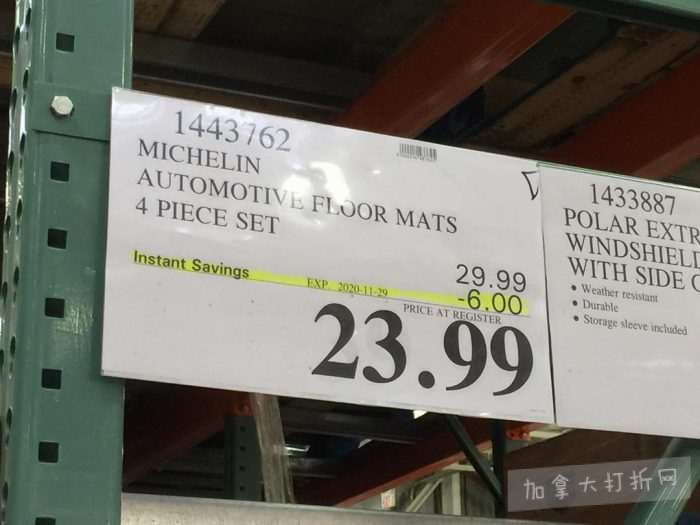 1443762
MICHELIN
AUTOMOTIVE FLOOR MATS
4 PIECE SET
29.99
Instant Savings EXP. 2020-11-29 -6.00
PRICE AT REGISTER
23.99
1433887
POLAR EXTR
WINDSHIELD
WITH SIDE
• Weather resistant
• Durable
• Storage sleeve included
加拿大打折网